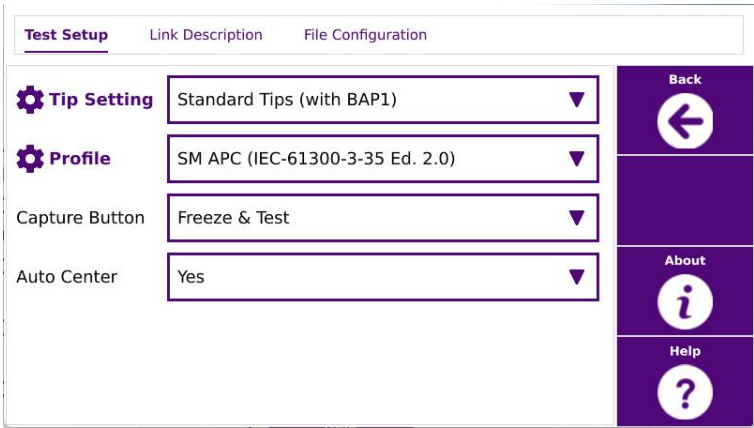 Test Setup Link Description File Configuration
Tip Setting Standard Tips (with BAP1)
Profile SM APC (IEC-61300-3-35 Ed. 2.0)
Capture Button Freeze & Test
Auto Center Yes
Back
About
i
Help
?